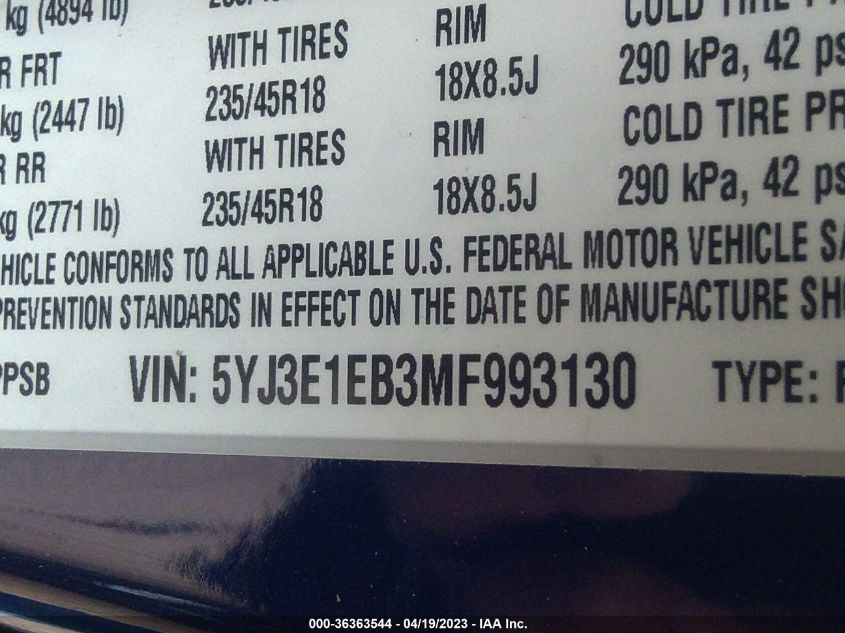 kg (4894 lb)
COLD TIRE
R FRT WITH TIRES RIM 290 kPa, 42 ps
kg (2447 lb) 235/45R18 18X8.5J COLD TIRE PR
R RR WITH TIRES RIM 290 kPa, 42 ps
kg (2771 lb) 235/45R18 18X8.5J
HICLE CONFORMS TO ALL APPLICABLE U.S. FEDERAL MOTOR VEHICLE SA
PREVENTION STANDARDS IN EFFECT ON THE DATE OF MANUFACTURE SHO
PPSB VIN: 5YJ3E1EB3MF993130 TYPE: P
000-36363544 - 04/19/2023 - IAA Inc.